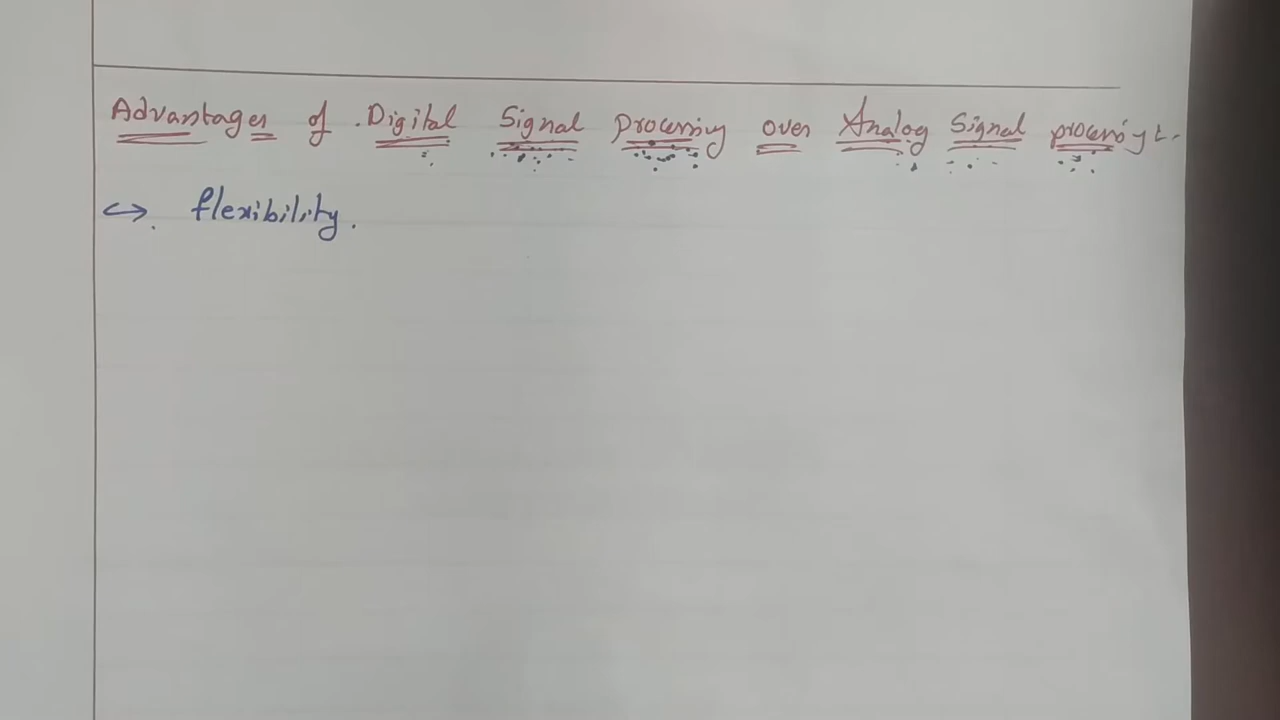 Advantages of Digital Signal Processing over Analog Signal processing.
↔ flexibility.